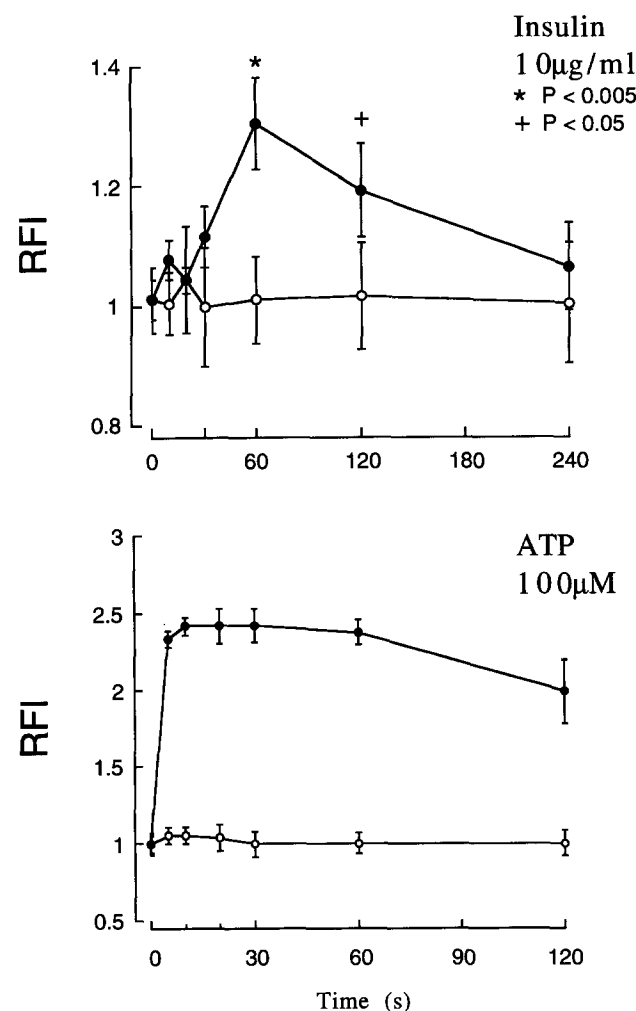 Insulin
10µg/ml
* P < 0.005
+ P < 0.05
1.4
*
+
1.2
RFI
1
0.8
0 60 120 180 240
ATP
100µM
3
2.5
2
RFI
1.5
1
0.5
0 30 60 90 120
Time (s)